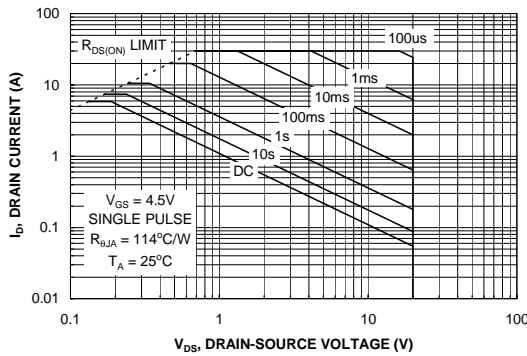 100
10
1
0.1
0.01
I_D, DRAIN CURRENT (A)
R_DS(ON) LIMIT
100us
1ms
10ms
100ms
1s
10s
DC
V_GS = 4.5V
SINGLE PULSE
R_θJA = 114°C/W
T_A = 25°C
0.1
1
10
100
V_DS, DRAIN-SOURCE VOLTAGE (V)